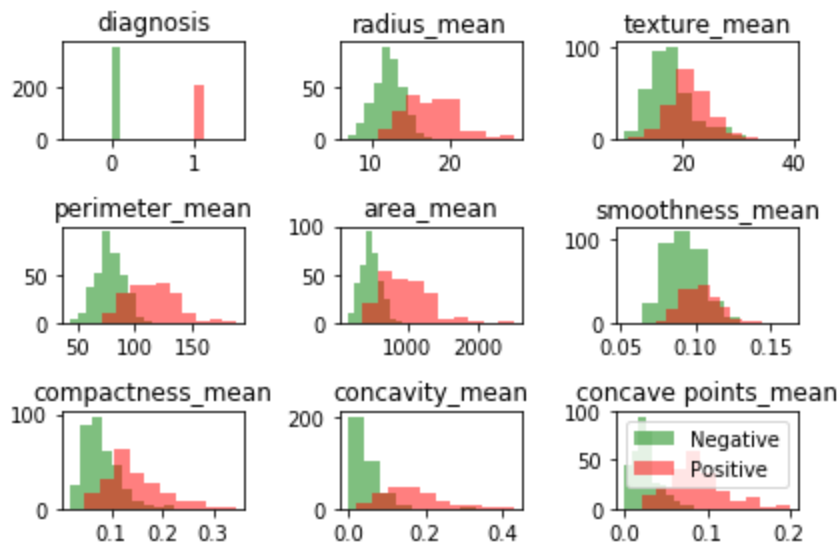 diagnosis
200
0
0 1
radius_mean
50
0
10 20
texture_mean
100
0
20 40
perimeter_mean
50
0
50 100 150
area_mean
100
50
0
1000 2000
smoothness_mean
100
0
0.05 0.10 0.15
compactness_mean
100
50
0
0.1 0.2 0.3
concavity_mean
200
100
0
0.0 0.2 0.4
concave points_mean
100
50
0
0.0 0.1 0.2
Negative
Positive